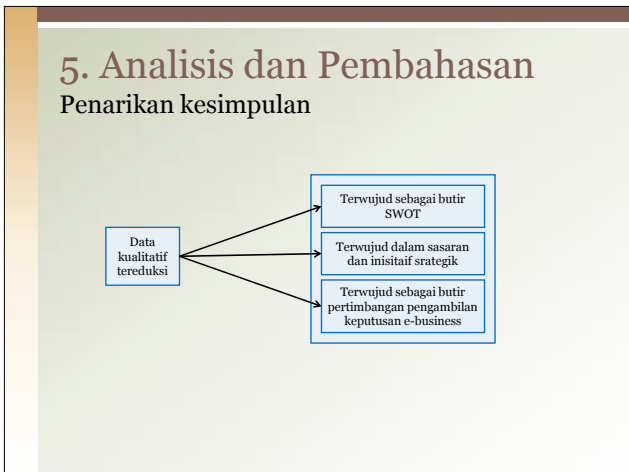 5. Analisis dan Pembahasan
Penarikan kesimpulan
Data
kualitatif
tereduksi
Terwujud sebagai butir
SWOT
Terwujud dalam sasaran
dan inisitaif srategik
Terwujud sebagai butir
pertimbangan pengambilan
keputusan e-business